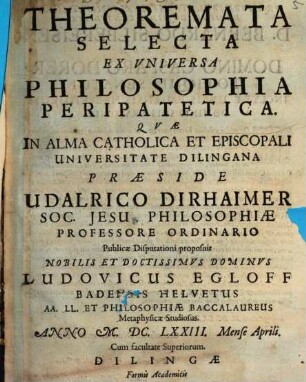 THEOREMATA
SELECTA
EX VNIVERSA
PHILOSOPHIA
PERIPATETICA.
QVÆ
IN ALMA CATHOLICA ET EPISCOPALI
UNIVERSITATE DILINGANA
PRÆSIDE
UDALRICO DIRHAIMER
SOC. JESU, PHILOSOPHIÆ
PROFESSORE ORDINARIO
Publicæ Disputationi proposuit
NOBILIS ET DOCTISSIMUS DOMINUS
LUDOVICUS EGLOFF
BADENSIS HELVETUS
AA. LL. ET PHILOSOPHIÆ BACCALAUREUS
Metaphysicæ Studiosus.
ANNO M. DC. LXXIII. Mense Aprili.
Cum facultate Superiorum.
DILINGÆ
Formis Academicis